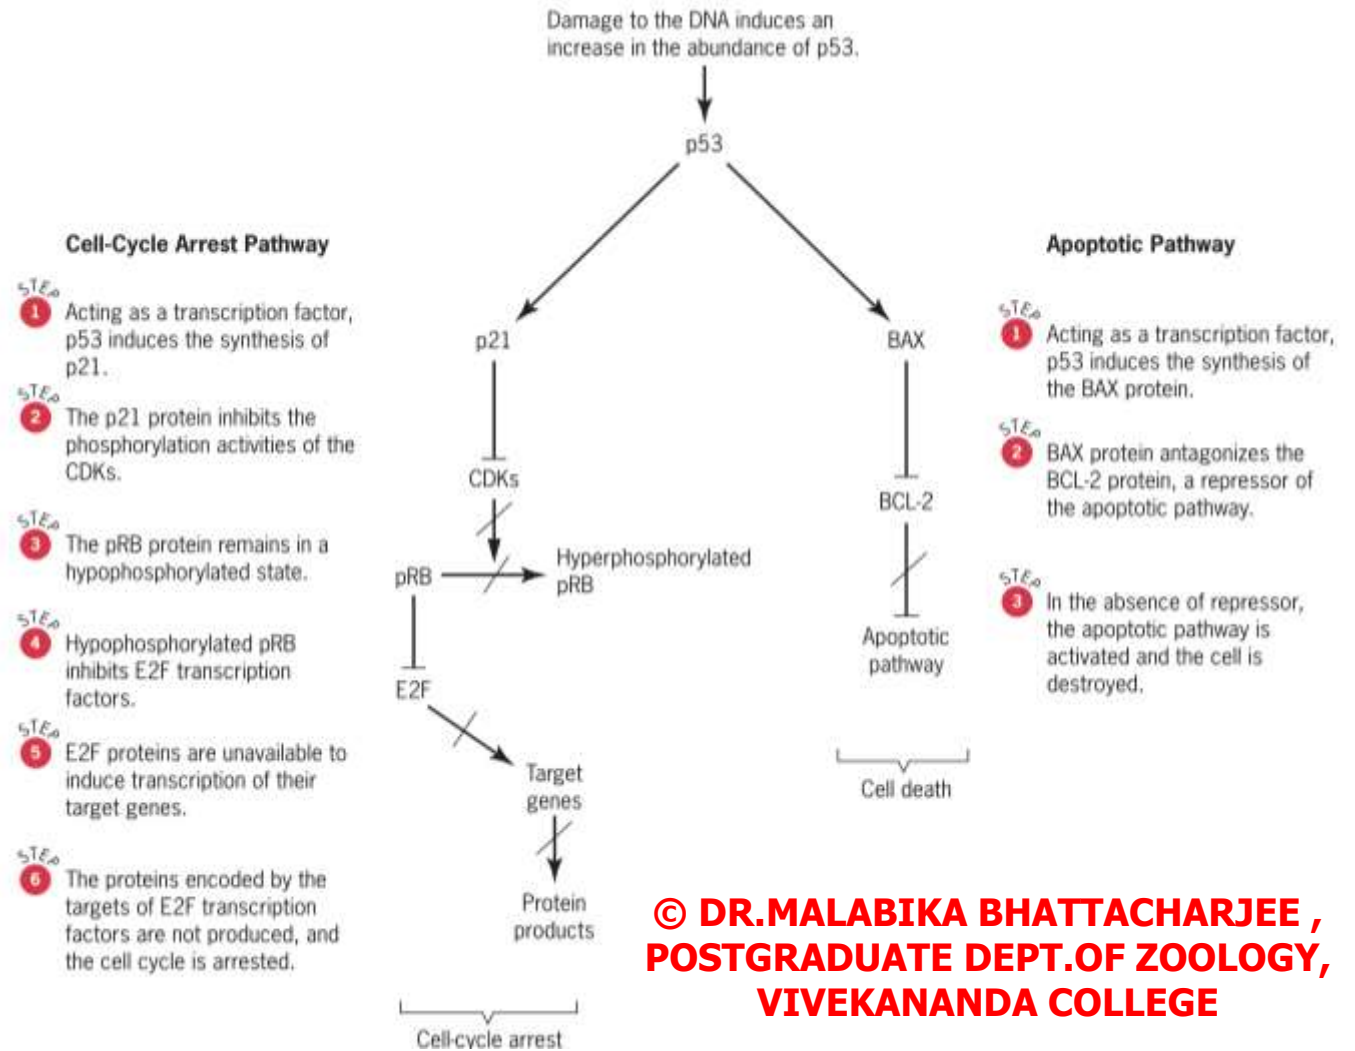 Damage to the DNA induces an
increase in the abundance of p53.
p53
Cell-Cycle Arrest Pathway
STEP
1
Acting as a transcription factor,
p53 induces the synthesis of
p21.
STEP
2
The p21 protein inhibits the
phosphorylation activities of the
CDKs.
STEP
3
The pRB protein remains in a
hypophosphorylated state.
STEP
4
Hypophosphorylated pRB
inhibits E2F transcription
factors.
STEP
5
E2F proteins are unavailable to
induce transcription of their
target genes.
STEP
6
The proteins encoded by the
targets of E2F transcription
factors are not produced, and
the cell cycle is arrested.
p21
CDKs
pRB
Hyperphosphorylated
pRB
E2F
Target
genes
Protein
products
Cell-cycle arrest
BAX
BCL-2
Apoptotic
pathway
Cell death
Apoptotic Pathway
STEP
1
Acting as a transcription factor,
p53 induces the synthesis of
the BAX protein.
STEP
2
BAX protein antagonizes the
BCL-2 protein, a repressor of
the apoptotic pathway.
STEP
3
In the absence of repressor,
the apoptotic pathway is
activated and the cell is
destroyed.
© DR.MALABIKA BHATTACHARJEE ,
POSTGRADUATE DEPT.OF ZOOLOGY,
VIVEKANANDA COLLEGE